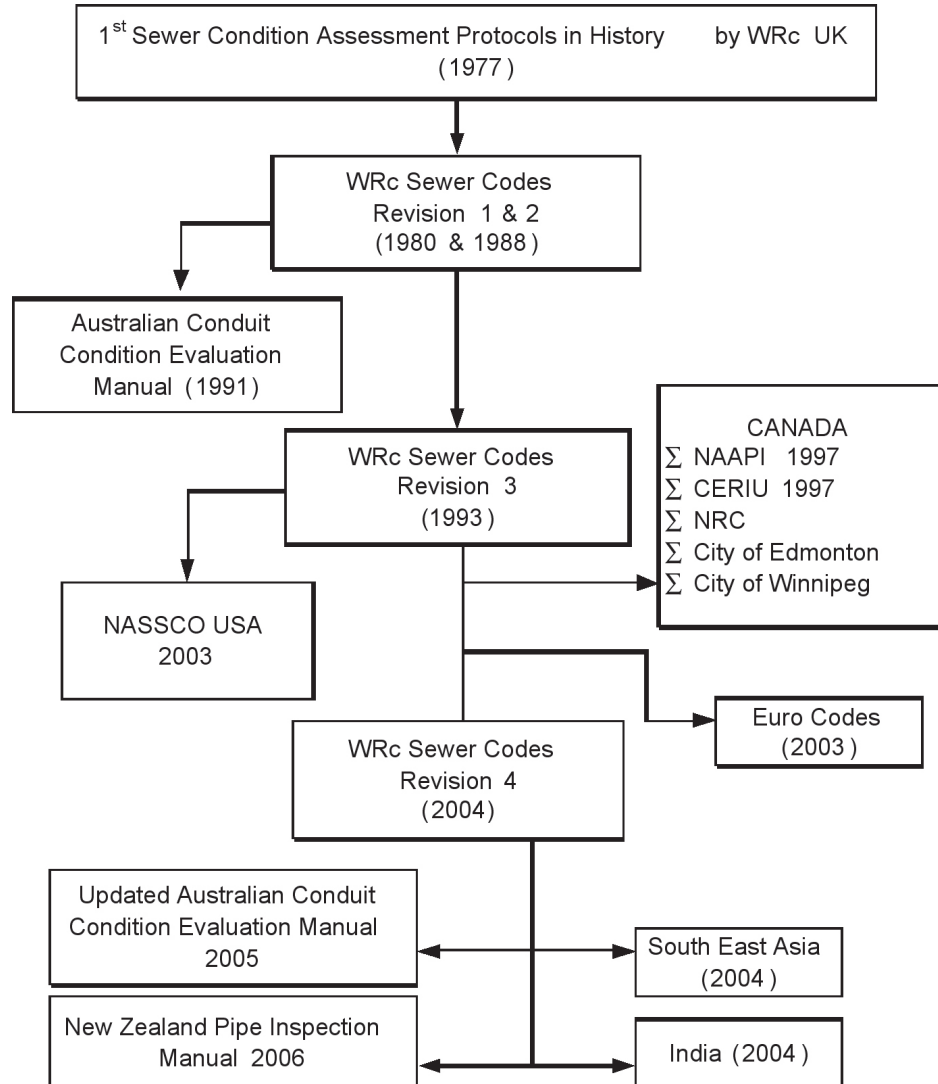 1st Sewer Condition Assessment Protocols in History by WRc UK
(1977)
WRc Sewer Codes
Revision 1 & 2
(1980 & 1988)
Australian Conduit
Condition Evaluation
Manual (1991)
WRc Sewer Codes
Revision 3
(1993)
CANADA
∑ NAAPI 1997
∑ CERIU 1997
∑ NRC
∑ City of Edmonton
∑ City of Winnipeg
NASSCO USA
2003
Euro Codes
(2003)
WRc Sewer Codes
Revision 4
(2004)
Updated Australian Conduit
Condition Evaluation Manual
2005
South East Asia
(2004)
New Zealand Pipe Inspection
Manual 2006
India (2004)